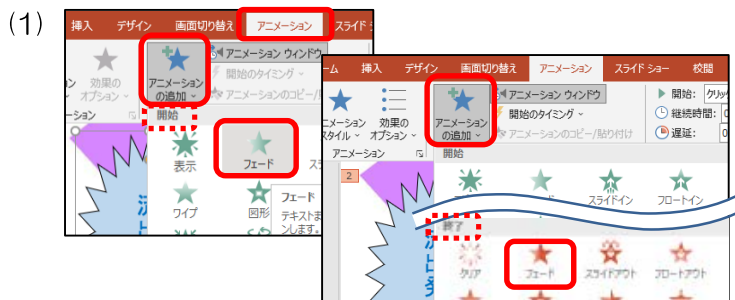 (1)
挿入 デザイン 画面切り替え アニメーション スライド
効果の
オプション
アニメーション
の追加
アニメーション ウィンドウ
開始のタイミング
アニメーションのコピー/
ーション
開始
表示
フェード
ス
ワイプ
図形
フェード
テキストま
ンします。
ーム 挿入 デザイン 画面切り替え アニメーション スライド ショー 校閲
ニメーション
スタイル
効果の
オプション
アニメーション
の追加
アニメーション ウィンドウ
開始のタイミング
アニメーションのコピー/貼り付け
開始: クリッ
継続時間: 0
遅延: 0
アニメーション
開始
2
スライドイン
フロートイン
終了
クリア
フェード
スライドアウト
フロートアウト